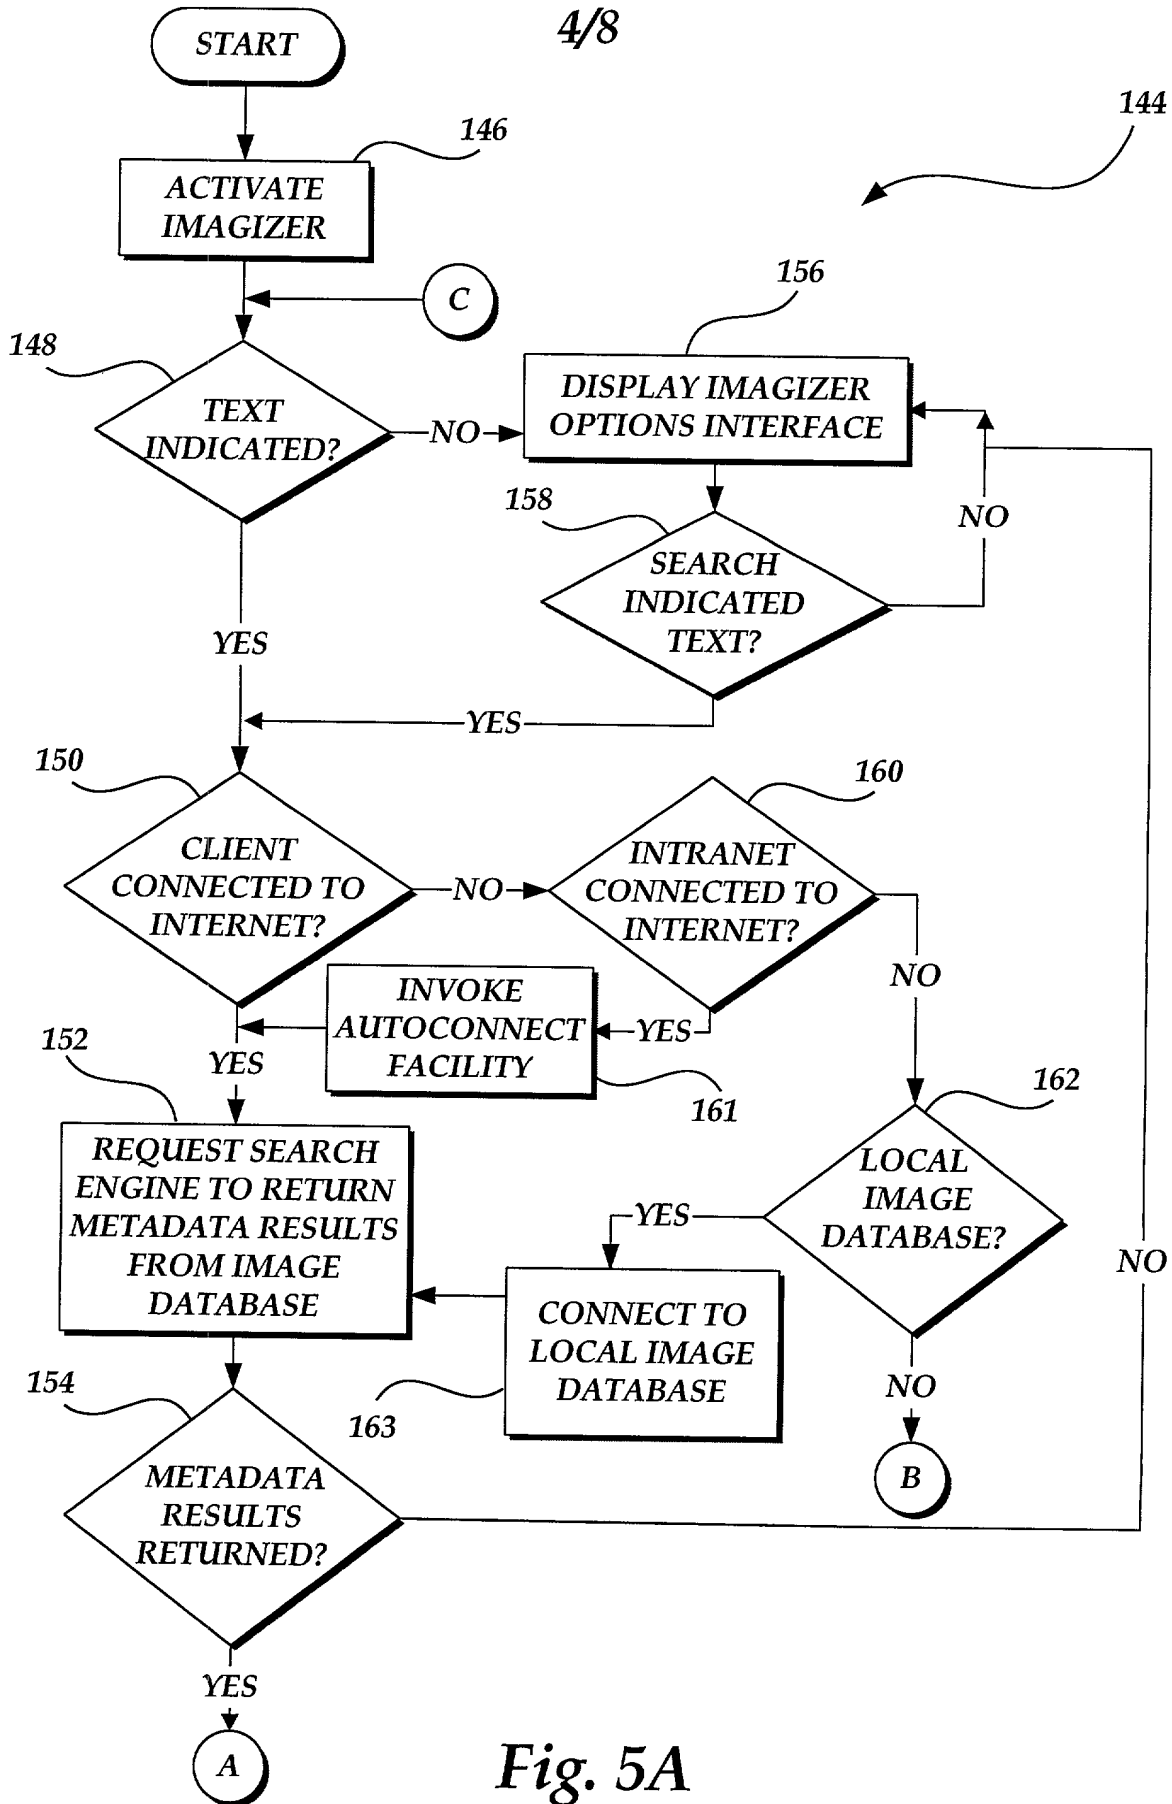 4/8
START
144
146
ACTIVATE
IMAGIZER
C
156
148
TEXT
INDICATED?
NO
DISPLAY IMAGIZER
OPTIONS INTERFACE
158
NO
SEARCH
INDICATED
TEXT?
YES
YES
150
160
CLIENT
CONNECTED TO
INTERNET?
NO
INTRANET
CONNECTED TO
INTERNET?
NO
INVOKE
AUTOCONNECT
FACILITY
YES
YES
161
152
162
REQUEST SEARCH
ENGINE TO RETURN
METADATA RESULTS
FROM IMAGE
DATABASE
LOCAL
IMAGE
DATABASE?
YES
NO
CONNECT TO
LOCAL IMAGE
DATABASE
163
NO
B
154
METADATA
RESULTS
RETURNED?
YES
A
Fig. 5A